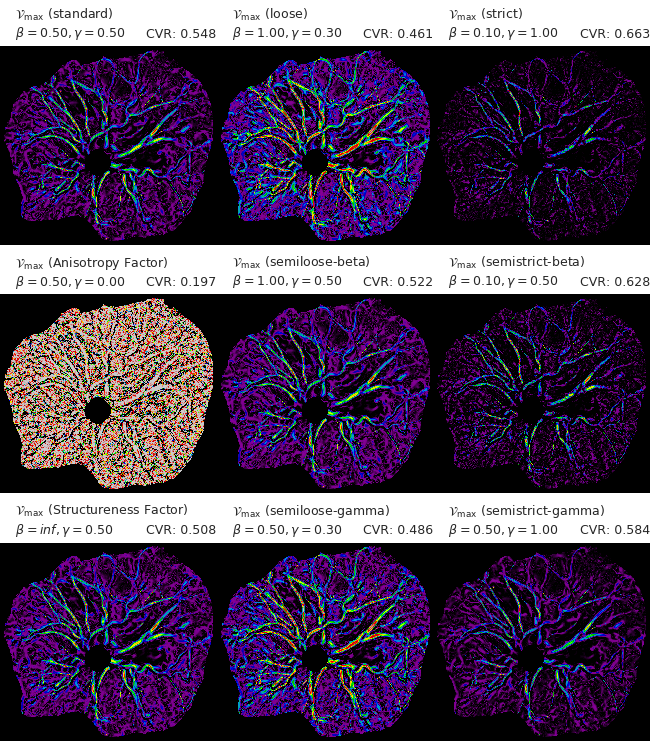 𝒱max (standard)
β = 0.50, γ = 0.50 CVR: 0.548
𝒱max (loose)
β = 1.00, γ = 0.30 CVR: 0.461
𝒱max (strict)
β = 0.10, γ = 1.00 CVR: 0.663
𝒱max (Anisotropy Factor)
β = 0.50, γ = 0.00 CVR: 0.197
𝒱max (semiloose-beta)
β = 1.00, γ = 0.50 CVR: 0.522
𝒱max (semistrict-beta)
β = 0.10, γ = 0.50 CVR: 0.628
𝒱max (Structureness Factor)
β = inf, γ = 0.50 CVR: 0.508
𝒱max (semiloose-gamma)
β = 0.50, γ = 0.30 CVR: 0.486
𝒱max (semistrict-gamma)
β = 0.50, γ = 1.00 CVR: 0.584